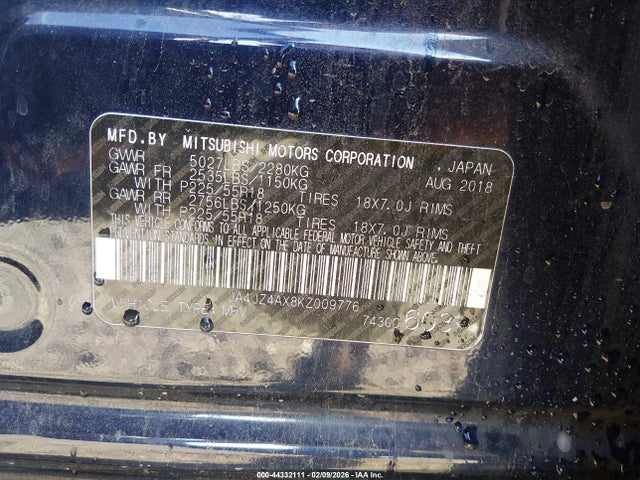 MFD.BY MITSUBISHI MOTORS CORPORATION , JAPAN
GVWR 5027LBS/2280KG AUG 2018
GAWR FR 2535LBS/1150KG
WITH P225/55R18 TIRES 18X7.0J RIMS
GAWR RR 2756LBS/1250KG
WITH P225/55R18 TIRES 18X7.0J RIMS
THIS VEHICLE CONFORMS TO ALL APPLICABLE FEDERAL MOTOR VEHICLE SAFETY AND THEFT
PREVENTION STANDARDS IN EFFECT ON THE DATE OF MANUFACTURE SHOWN ABOVE.
JA4JZ4AX8KZ009776
VEHICLE TYPE: MPV
000-44332111 - 02/09/2026 - IAA Inc.